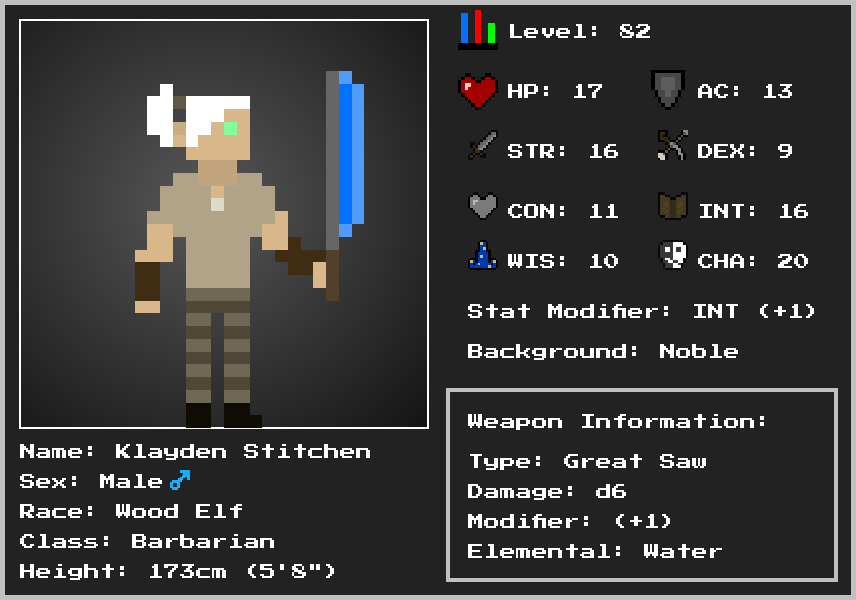 Level: 82
HP: 17
AC: 13
STR: 16
DEX: 9
CON: 11
INT: 16
WIS: 10
CHA: 20
Stat Modifier: INT (+1)
Background: Noble
Weapon Information:
Type: Great Saw
Damage: d6
Modifier: (+1)
Elemental: Water
Name: Klayden Stitchen
Sex: Male ♂
Race: Wood Elf
Class: Barbarian
Height: 173cm (5'8")